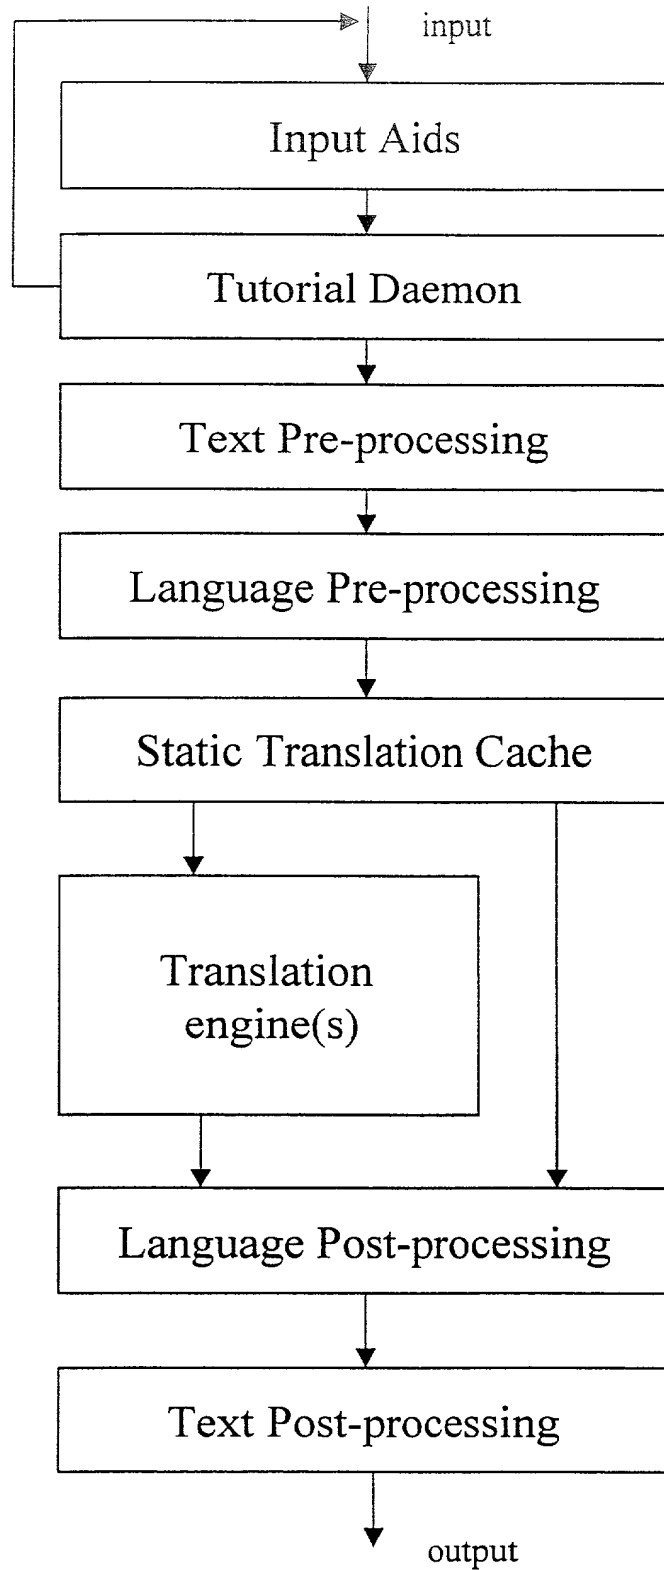 input
Input Aids
Tutorial Daemon
Text Pre-processing
Language Pre-processing
Static Translation Cache
Translation
engine(s)
Language Post-processing
Text Post-processing
output